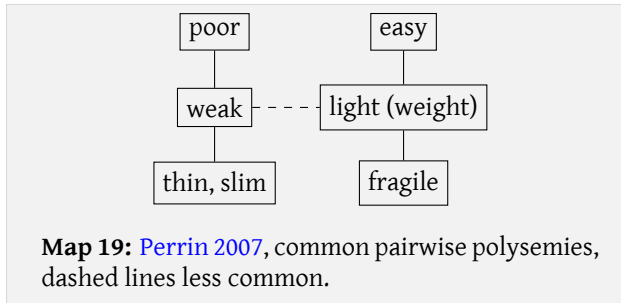 poor easy
weak light (weight)
thin, slim fragile
Map 19: Perrin 2007, common pairwise polysemies,
dashed lines less common.